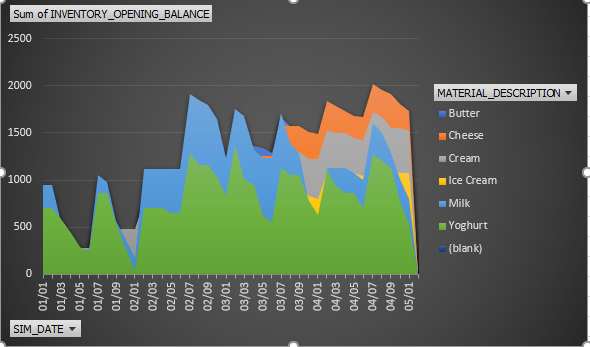 Sum of INVENTORY_OPENING_BALANCE
2500
2000
1500
1000
500
0
01/01
01/03
01/05
01/07
01/09
02/01
02/03
02/05
02/07
02/09
03/01
03/03
03/05
03/07
03/09
04/01
04/03
04/05
04/07
04/09
05/01
MATERIAL_DESCRIPTION
Butter
Cheese
Cream
Ice Cream
Milk
Yoghurt
(blank)
SIM_DATE